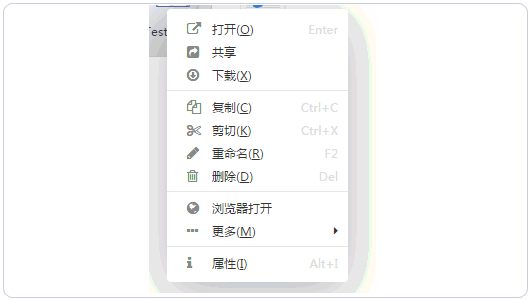 Test
打开(O) Enter
共享
下载(X)
复制(C) Ctrl+C
剪切(K) Ctrl+X
重命名(R) F2
删除(D) Del
浏览器打开
更多(M)
属性(I) Alt+I